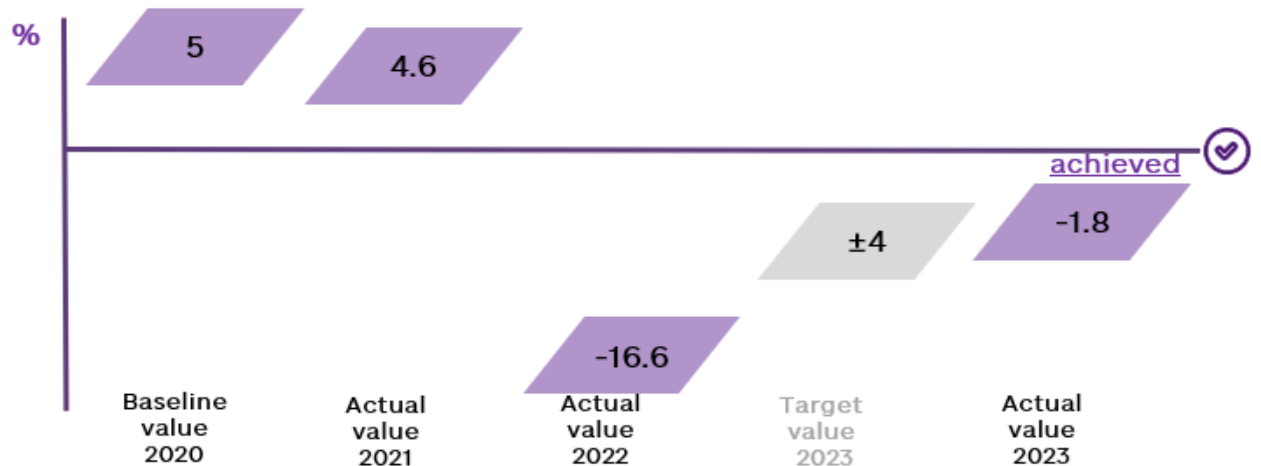 %
5
4.6
achieved
-1.8
±4
-16.6
Baseline
value
2020
Actual
value
2021
Actual
value
2022
Target
value
2023
Actual
value
2023